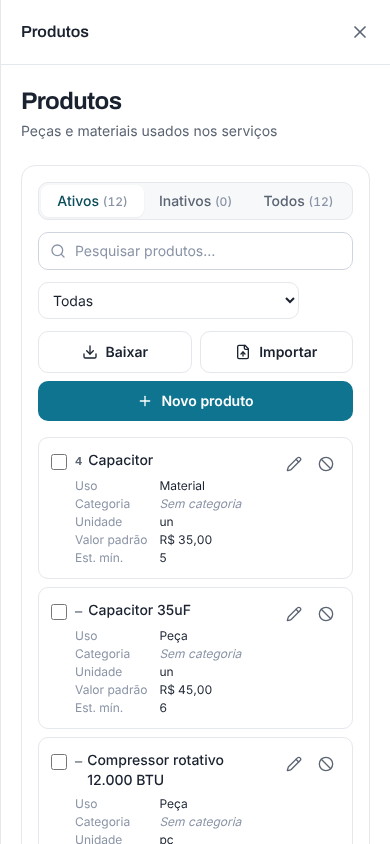 Produtos
Produtos
Peças e materiais usados nos serviços
Ativos (12) Inativos (0) Todos (12)
Pesquisar produtos...
Todas
Baixar Importar
Novo produto
4 Capacitor
Uso Material
Categoria Sem categoria
Unidade un
Valor padrão R$ 35,00
Est. mín. 5
– Capacitor 35uF
Uso Peça
Categoria Sem categoria
Unidade un
Valor padrão R$ 45,00
Est. mín. 6
– Compressor rotativo
12.000 BTU
Uso Peça
Categoria Sem categoria
Unidade pc